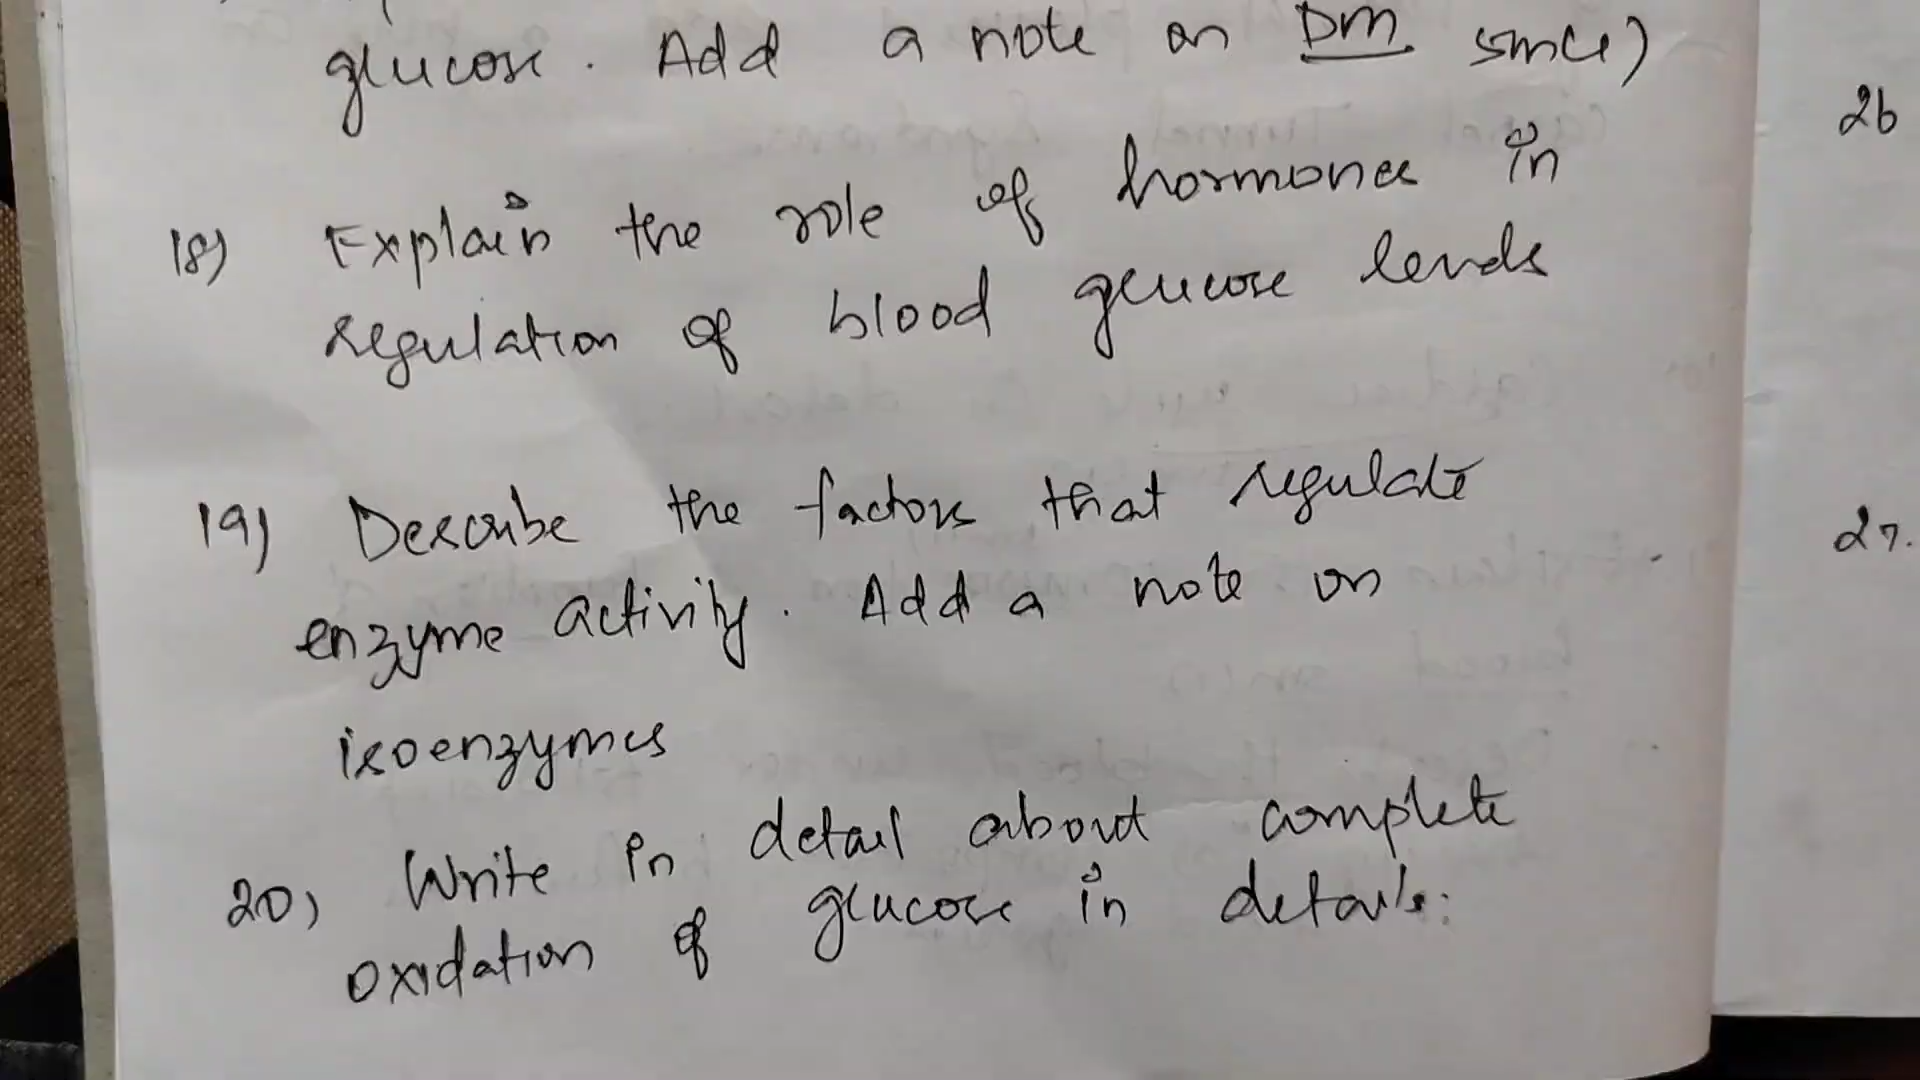 glucose. Add a note on DM
18) Explain the role of hormones in
regulation of blood glucose levels
19) Describe the factors that regulate
enzyme activity. Add a note on
isoenzymes
20) Write in detail about complete
oxidation of glucose in details.
26
27.